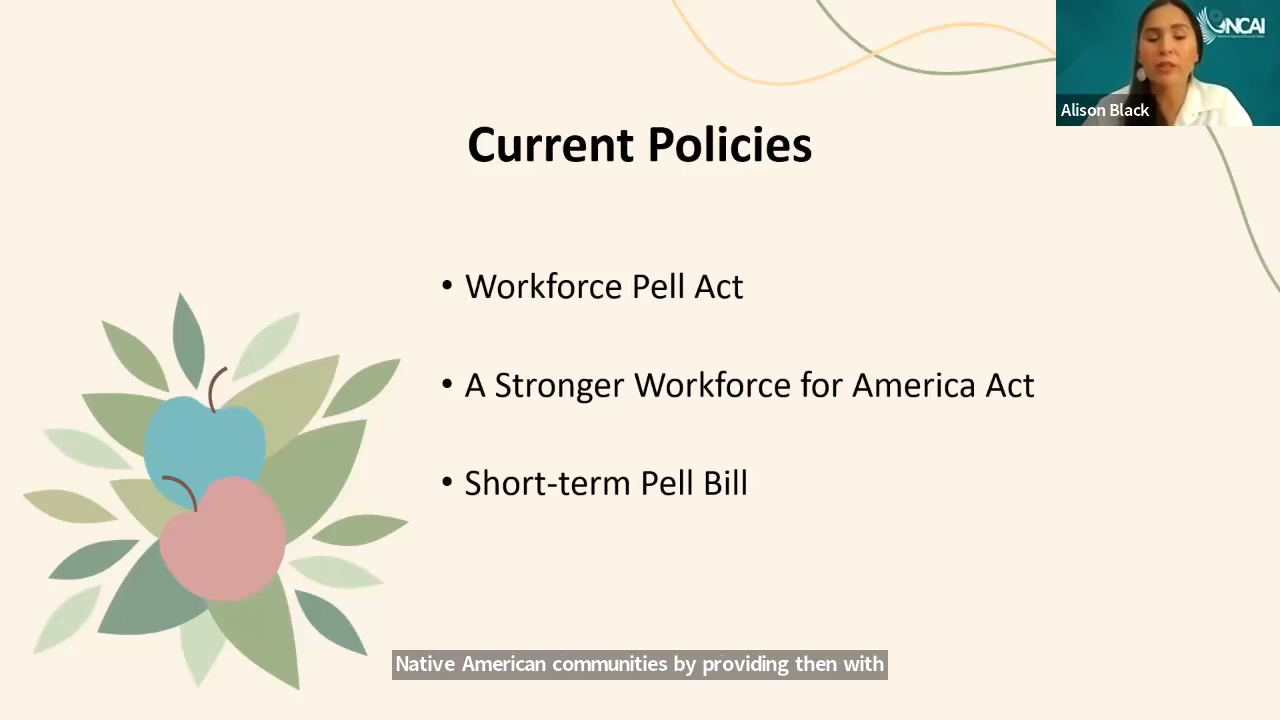 NCAI
Alison Black
Current Policies
• Workforce Pell Act
• A Stronger Workforce for America Act
• Short-term Pell Bill
Native American communities by providing then with